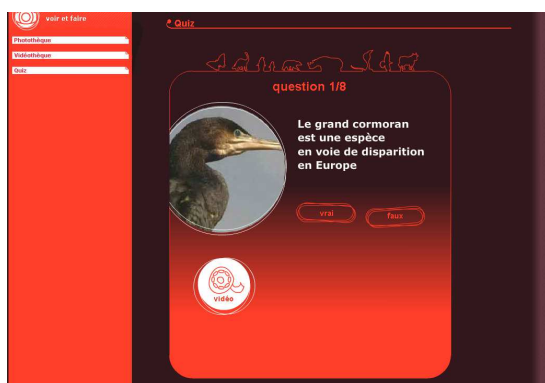 voir et faire
Photothèque
Vidéothèque
Quiz
Quiz
question 1/8
Le grand cormoran
est une espèce
en voie de disparition
en Europe
vrai
faux
vidéo